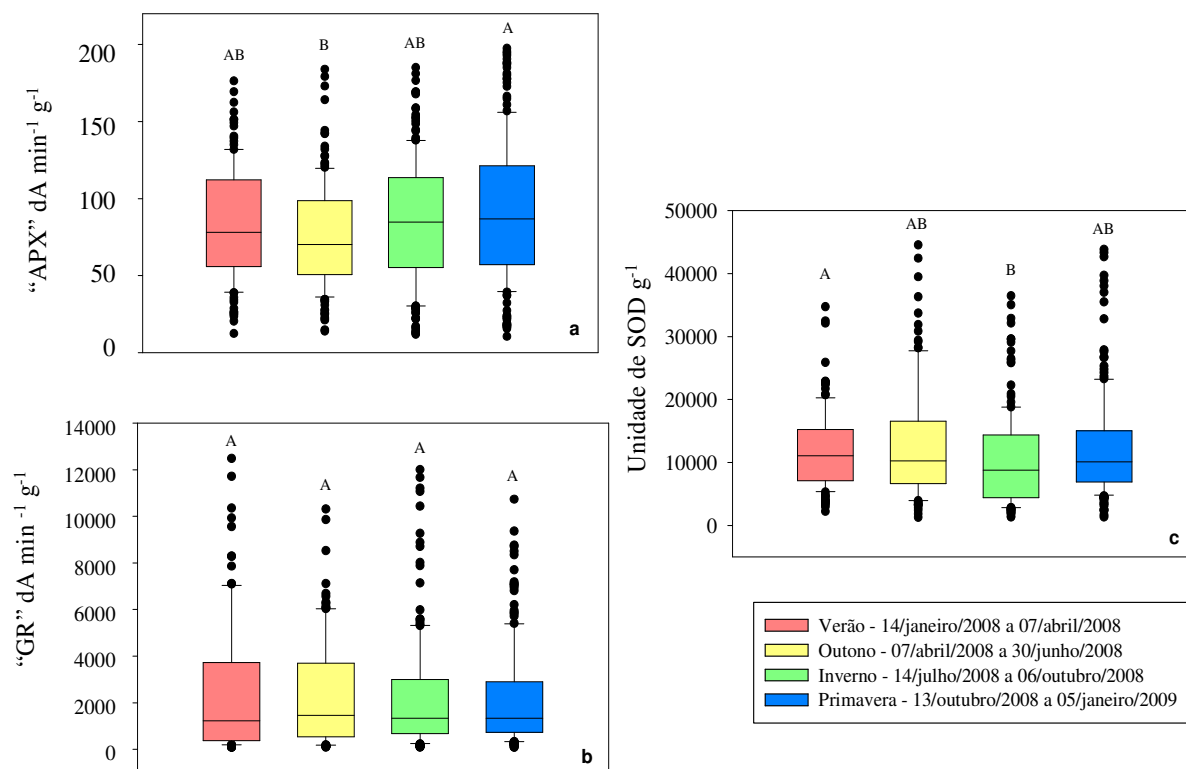 “APX” dA min-1 g-1
200
150
100
50
0
AB
B
AB
A
a
“GR” dA min -1 g-1
14000
12000
10000
8000
6000
4000
2000
0
A
A
A
A
b
Unidade de SOD g-1
50000
40000
30000
20000
10000
0
A
AB
B
AB
c
Verão - 14/janeiro/2008 a 07/abril/2008
Outono - 07/abril/2008 a 30/junho/2008
Inverno - 14/julho/2008 a 06/outubro/2008
Primavera - 13/outubro/2008 a 05/janeiro/2009